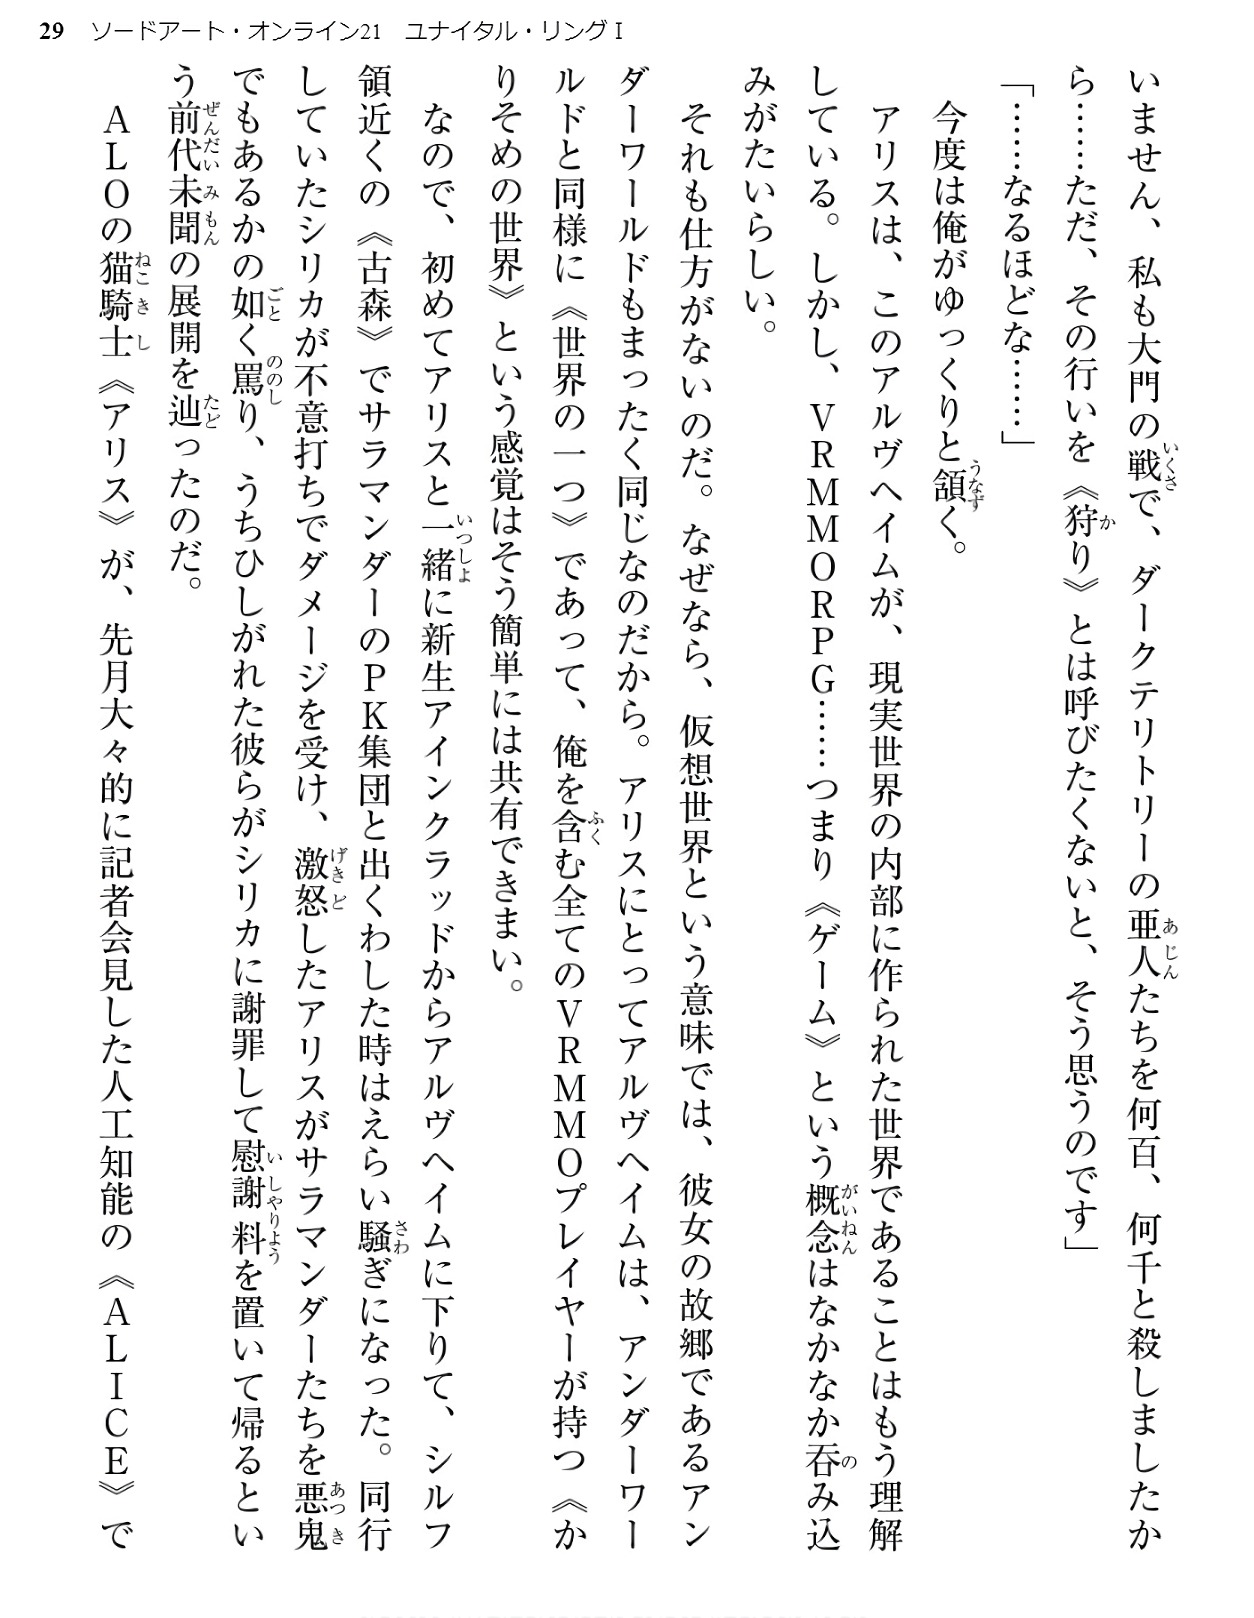 29 ソードアート・オンライン21 ユナイタル・リングⅠ
いません、私も大門の戦で、ダークテリトリーの亜人たちを何百、何千と殺しましたか
ら……ただ、その行いを《狩り》とは呼びたくないと、そう思うのです」
「……なるほどな……」
今度は俺がゆっくりと頷く。
アリスは、このアルヴヘイムが、現実世界の内部に作られた世界であることはもう理解
している。しかし、ＶＲＭＭＯＲＰＧ……つまり《ゲーム》という概念はなかなか呑み込
みがたいらしい。
それも仕方がないのだ。なぜなら、仮想世界という意味では、彼女の故郷であるアン
ダーワールドもまったく同じなのだから。アリスにとってアルヴヘイムは、アンダーワー
ルドと同様に《世界の一つ》であって、俺を含む全てのＶＲＭＭＯプレイヤーが持つ《か
りそめの世界》という感覚はそう簡単には共有できまい。
なので、初めてアリスと一緒に新生アインクラッドからアルヴヘイムに下りて、シルフ
領近くの《古森》でサラマンダーのＰＫ集団と出くわした時はえらい騒ぎになった。同行
していたシリカが不意打ちでダメージを受け、激怒したアリスがサラマンダーたちを悪鬼
でもあるかの如く罵り、うちひしがれた彼らがシリカに謝罪して慰謝料を置いて帰るとい
う前代未聞の展開を辿ったのだ。
ＡＬＯの猫騎士《アリス》が、先月大々的に記者会見した人工知能の《ＡＬＩＣＥ》で